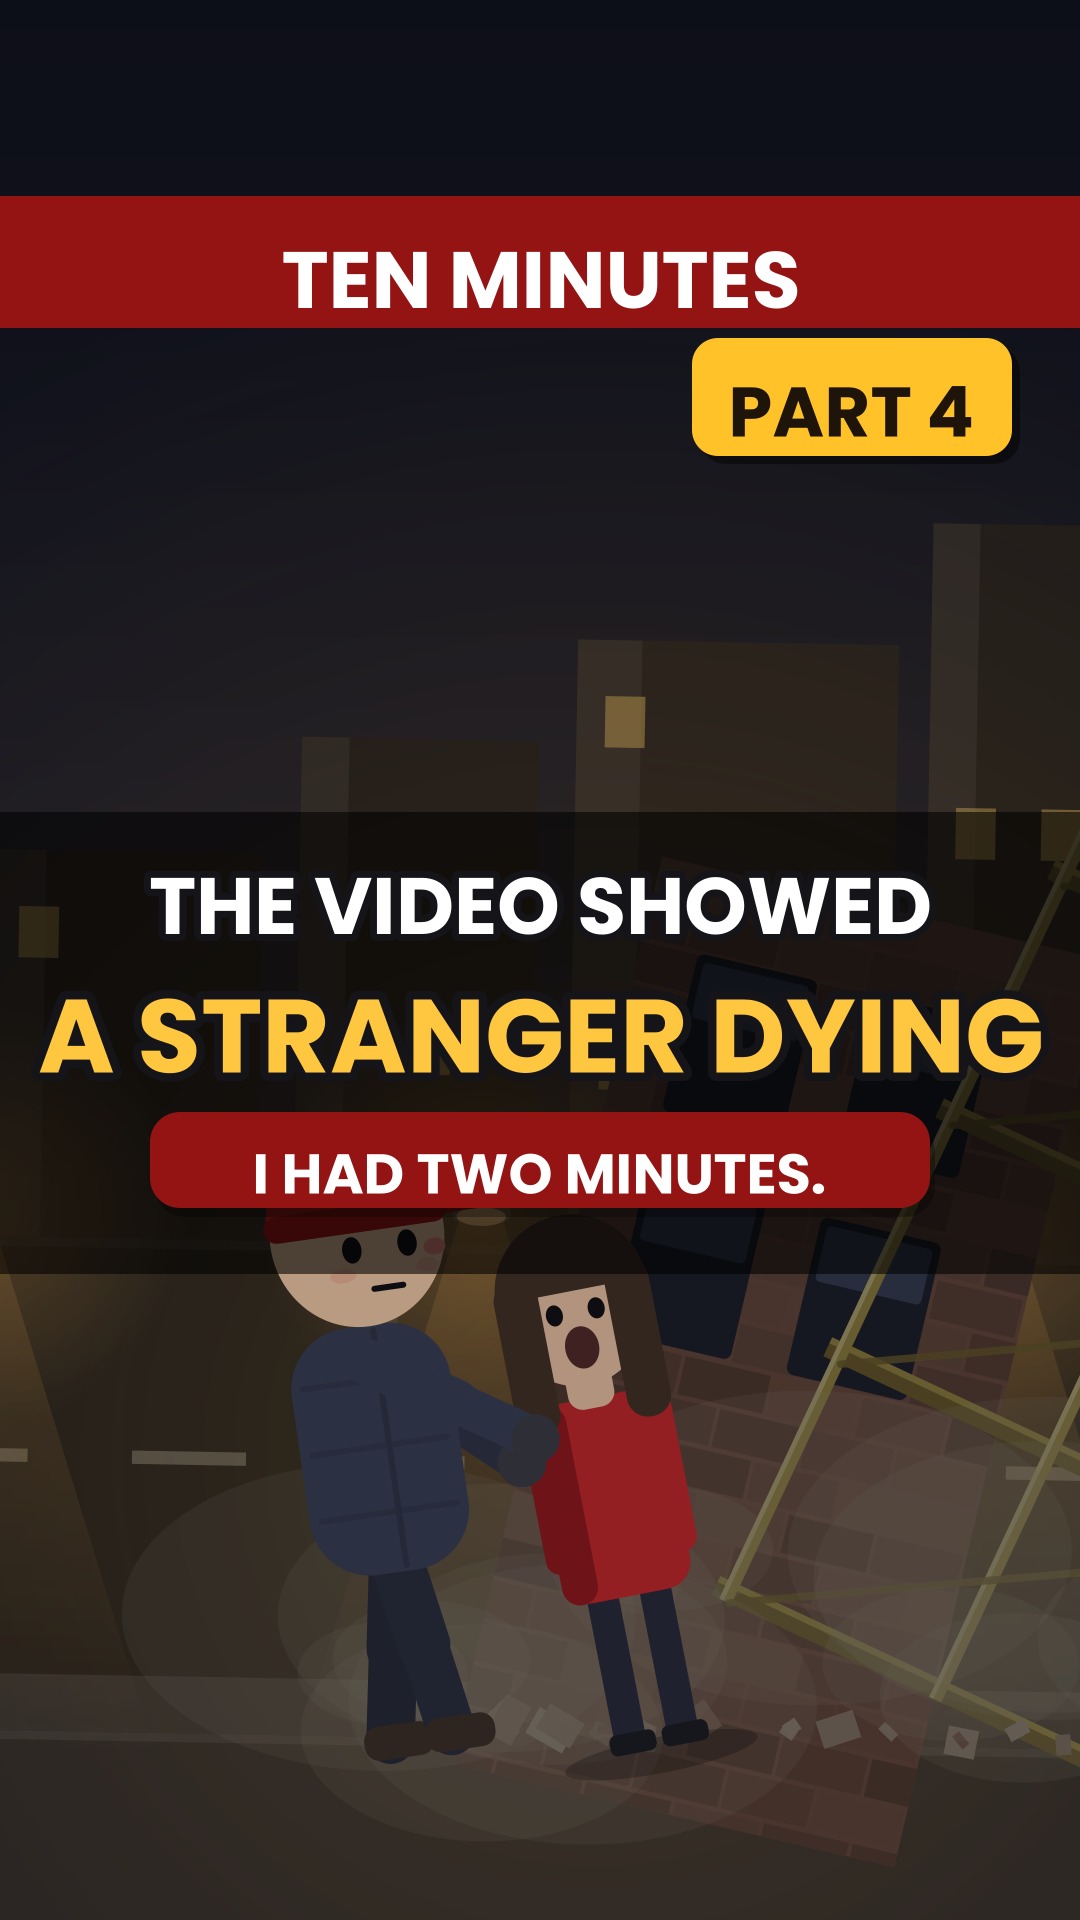 TEN MINUTES
PART 4
THE VIDEO SHOWED
A STRANGER DYING
I HAD TWO MINUTES.